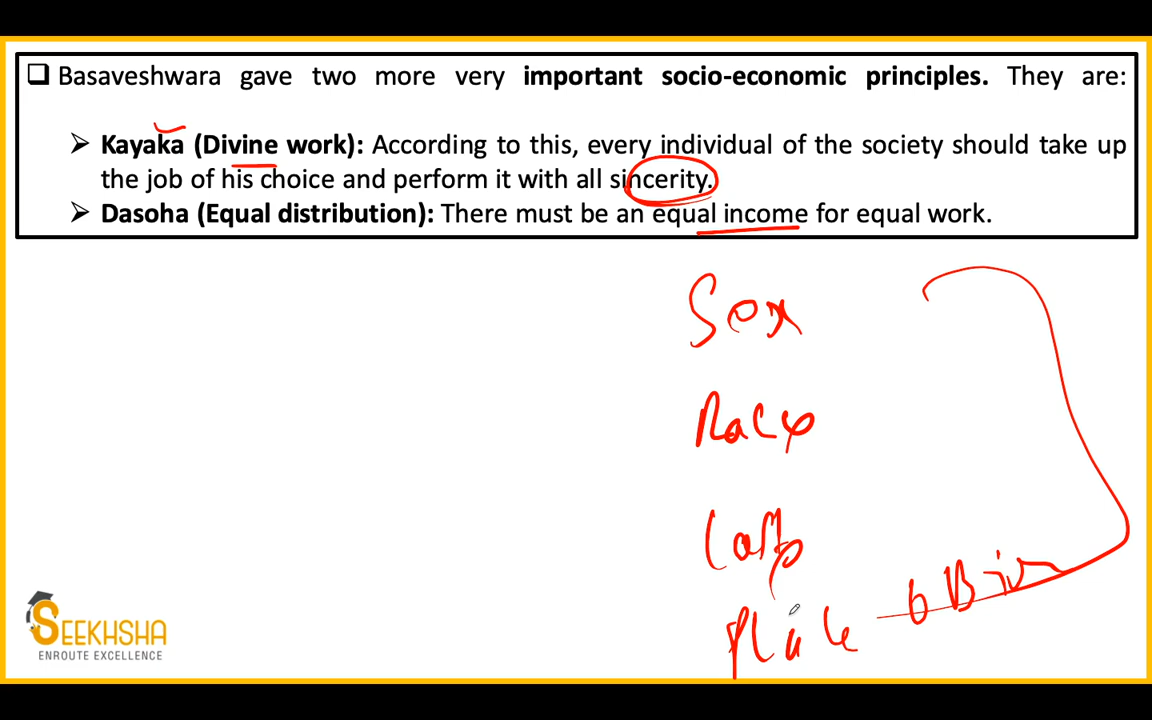 ❑ Basaveshwara gave two more very important socio-economic principles. They are:
➢ Kayaka (Divine work): According to this, every individual of the society should take up
the job of his choice and perform it with all sincerity.
➢ Dasoha (Equal distribution): There must be an equal income for equal work.
Sex
Race
Place
SEEKHSHA
ENROUTE EXCELLENCE